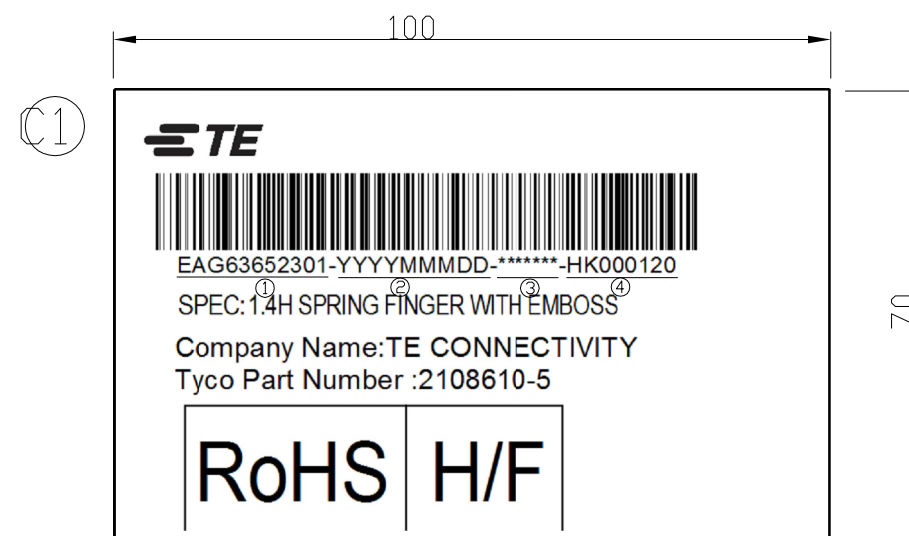 100
C1
TE
EAG63652301-YYYYMMMDD-*******-HK000120
① ② ③ ④
SPEC:1.4H SPRING FINGER WITH EMBOSS
Company Name:TE CONNECTIVITY
Tyco Part Number :2108610-5
70
RoHS H/F